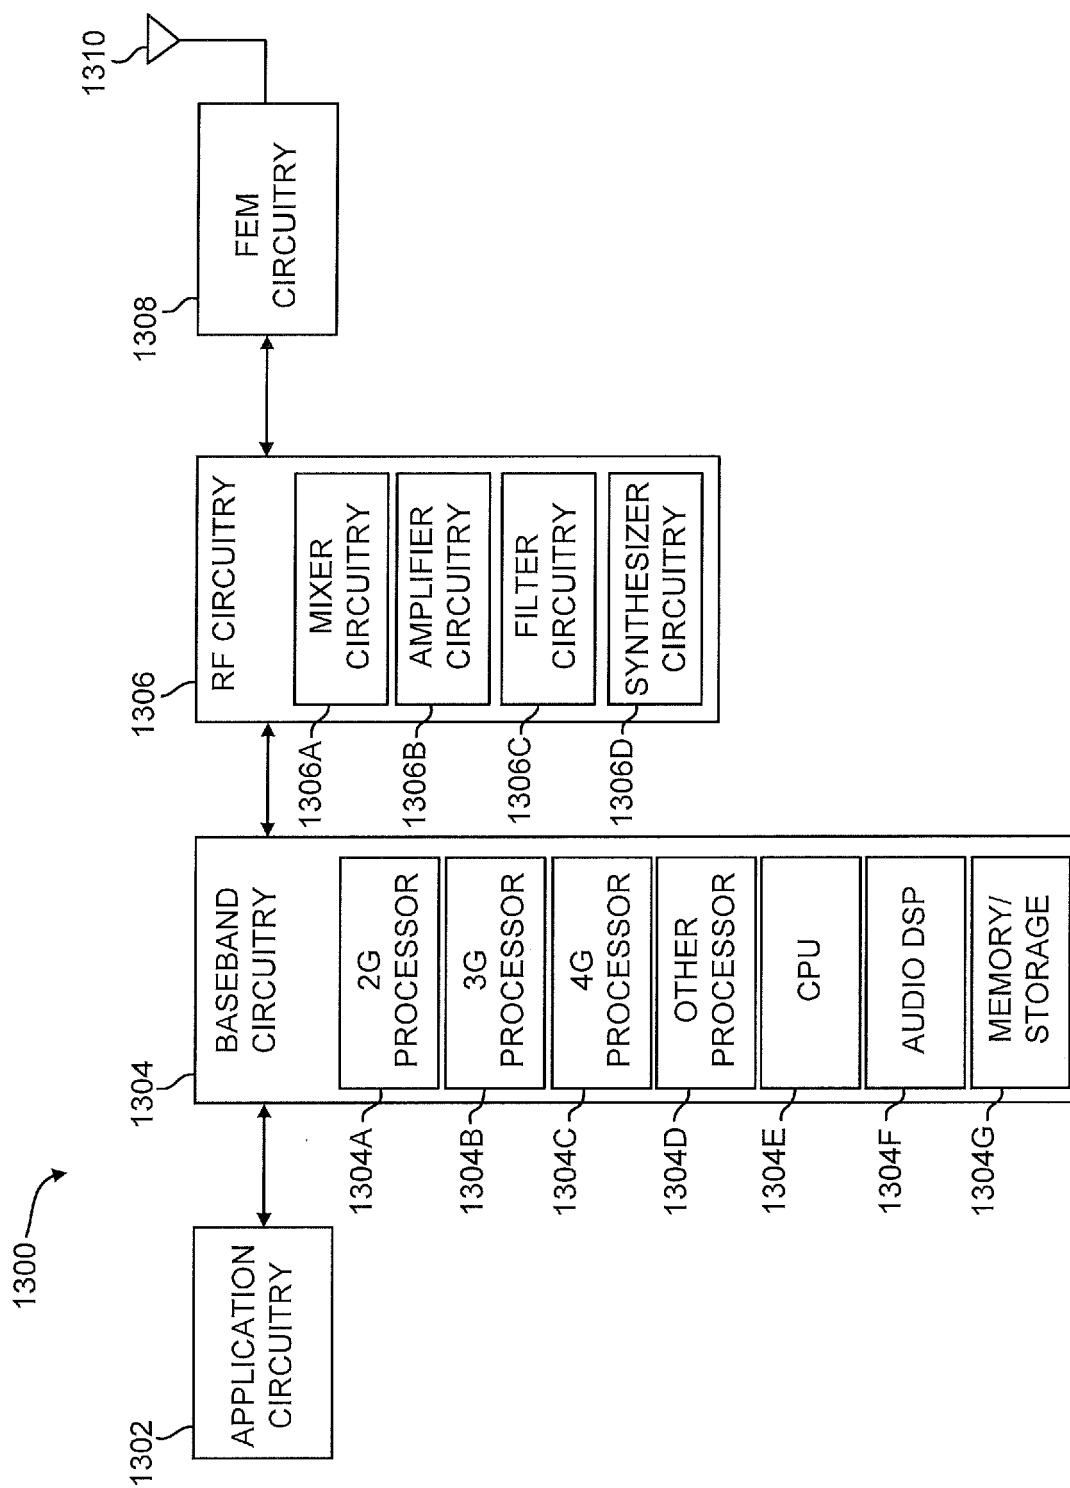 1300
1302
APPLICATION
CIRCUITRY
1304
BASEBAND
CIRCUITRY
1304A
2G
PROCESSOR
1304B
3G
PROCESSOR
1304C
4G
PROCESSOR
1304D
OTHER
PROCESSOR
1304E
CPU
1304F
AUDIO DSP
1304G
MEMORY/
STORAGE
1306
RF CIRCUITRY
1306A
MIXER
CIRCUITRY
1306B
AMPLIFIER
CIRCUITRY
1306C
FILTER
CIRCUITRY
1306D
SYNTHESIZER
CIRCUITRY
1308
FEM
CIRCUITRY
1310